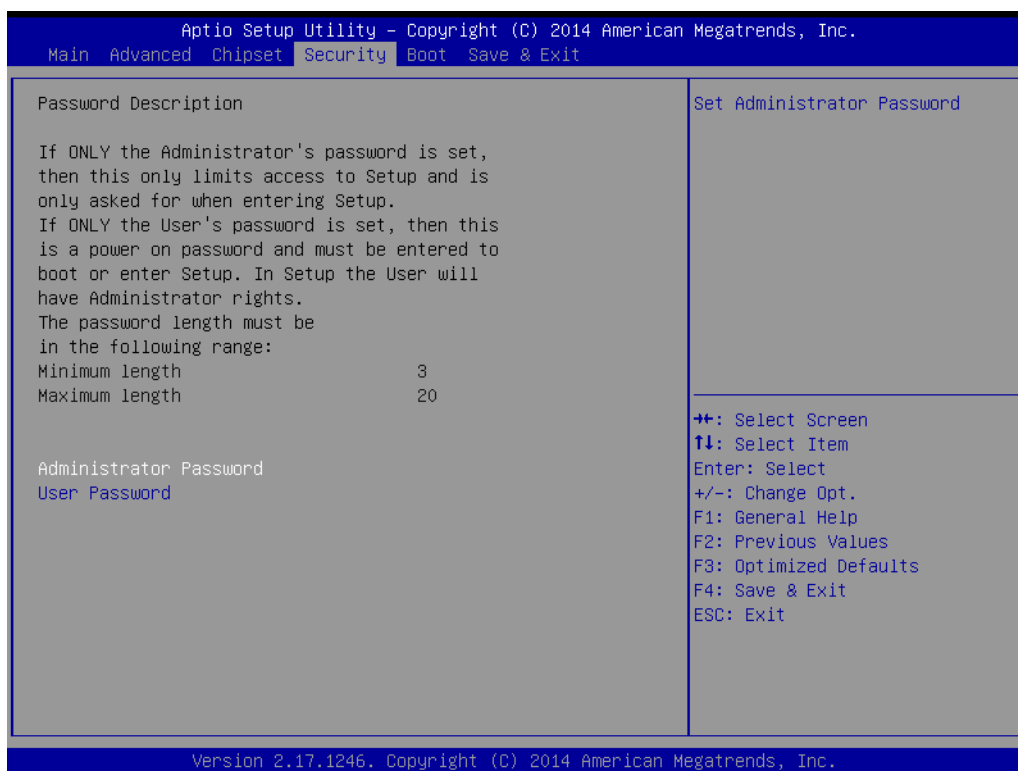 Aptio Setup Utility – Copyright (C) 2014 American Megatrends, Inc.
Main Advanced Chipset Security Boot Save & Exit
Password Description
If ONLY the Administrator's password is set,
then this only limits access to Setup and is
only asked for when entering Setup.
If ONLY the User's password is set, then this
is a power on password and must be entered to
boot or enter Setup. In Setup the User will
have Administrator rights.
The password length must be
in the following range:
Minimum length 3
Maximum length 20
Administrator Password
User Password
Set Administrator Password
→←: Select Screen
↑↓: Select Item
Enter: Select
+/-: Change Opt.
F1: General Help
F2: Previous Values
F3: Optimized Defaults
F4: Save & Exit
ESC: Exit
Version 2.17.1246. Copyright (C) 2014 American Megatrends, Inc.